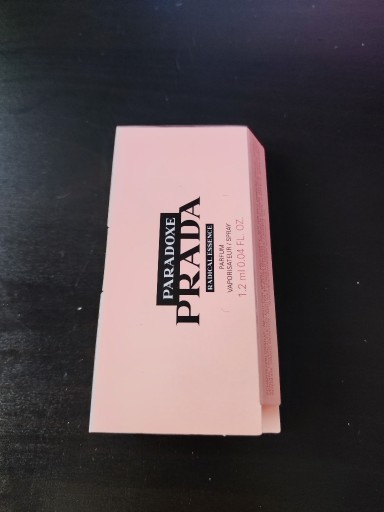 PARADOXE
PRADA
RADICAL ESSENCE
PARFUM
VAPORISATEUR / SPRAY
1.2 ml 0.04 FL. OZ.